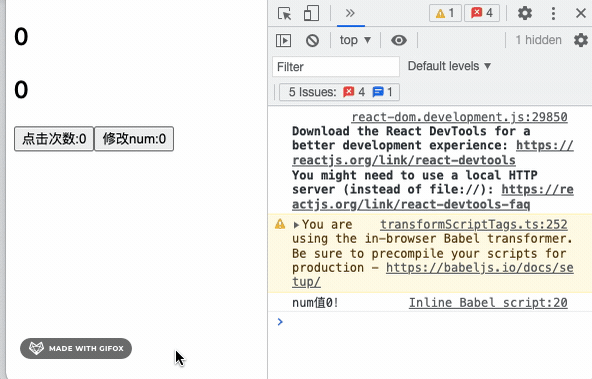 0
0
点击次数:0 修改num:0
MADE WITH GIFOX
1 4
top
1 hidden
Filter Default levels
5 Issues: 4 1
react-dom.development.js:29850
Download the React DevTools for a
better development experience: https://
reactjs.org/link/react-devtools
You might need to use a local HTTP
server (instead of file://): https://re
actjs.org/link/react-devtools-faq
You are transformScriptTags.ts:252
using the in-browser Babel transformer.
Be sure to precompile your scripts for
production - https://babeljs.io/docs/se
tup/
num值0! Inline Babel script:20